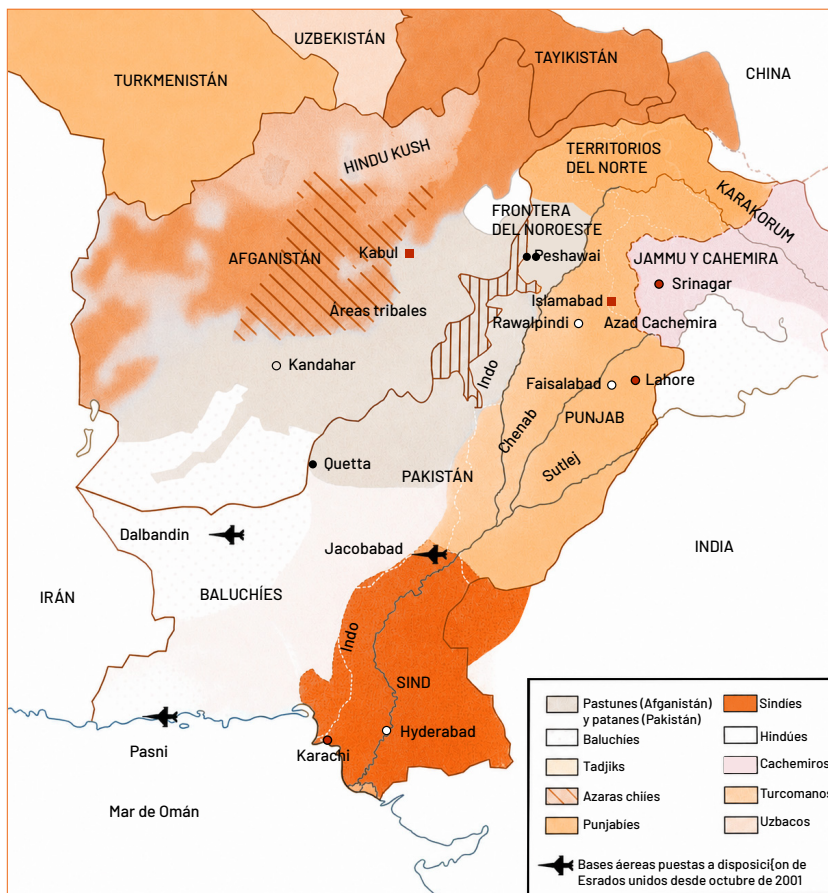 UZBEKISTÁN
TAYIKISTÁN
CHINA
TURKMENISTÁN
HINDU KUSH
TERRITORIOS
DEL NORTE
KARAKORUM
FRONTERA
DEL NOROESTE
AFGANISTÁN
Kabul
Peshawai
JAMMU Y CAHEMIRA
Srinagar
Islamabad
Áreas tribales
Rawalpindi
Azad Cachemira
Kandahar
Indo
Faisalabad
Lahore
Chenab
PUNJAB
Sutlej
Quetta
PAKISTÁN
Dalbandin
Jacobabad
INDIA
IRÁN
BALUCHÍES
Indo
SIND
Hyderabad
Karachi
Pasni
Mar de Omán
Pastunes (Afganistán)
y patanes (Pakistán)
Baluchíes
Tadjiks
Azaras chiíes
Punjabíes
Sindíes
Hindúes
Cachemiros
Turcomanos
Uzbacos
Bases áereas puestas a disposici{on de
Esrados unidos desde octubre de 2001